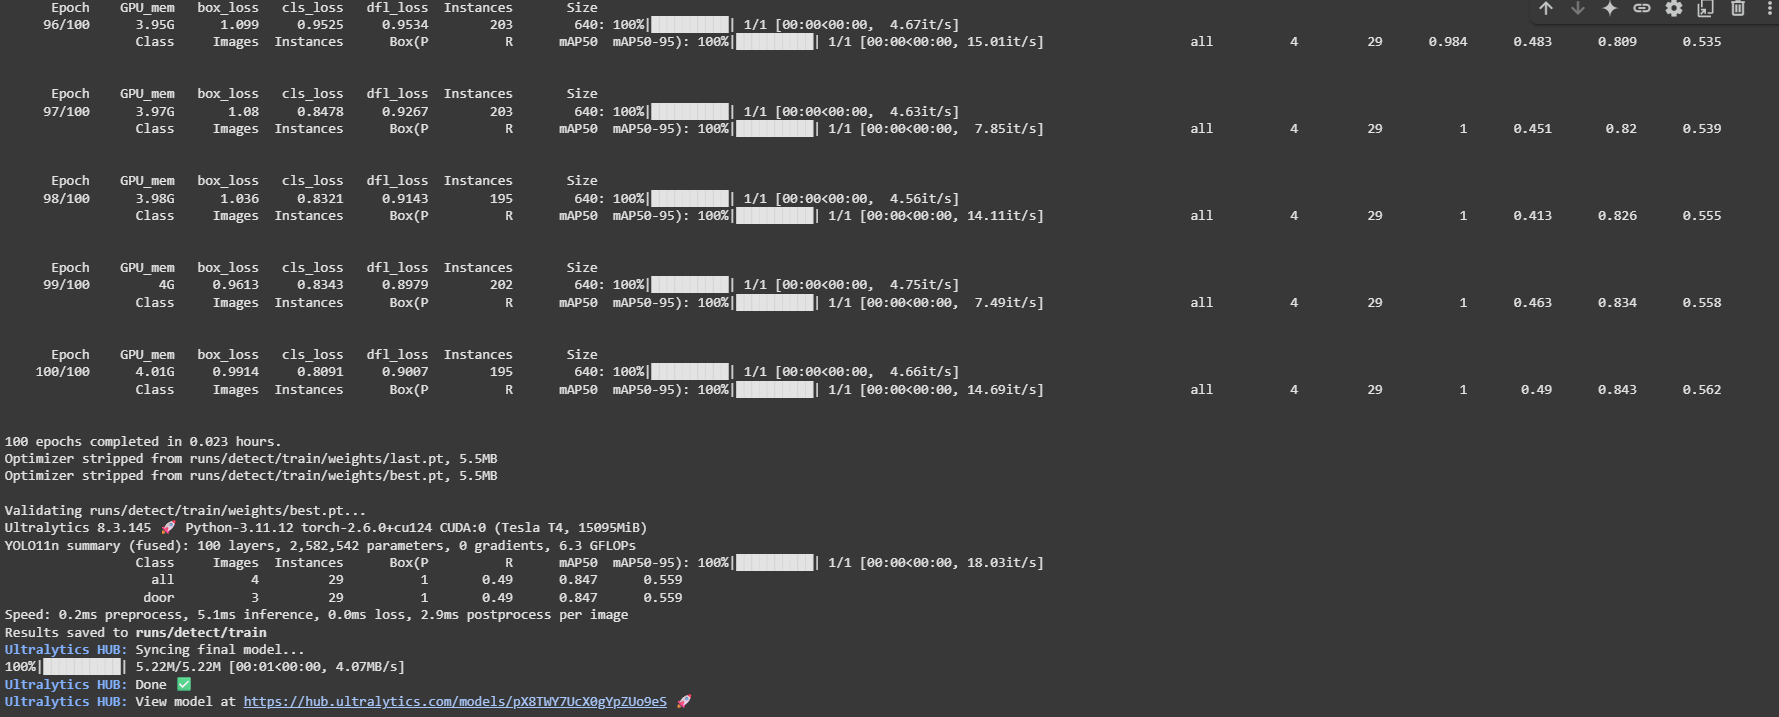 Epoch GPU_mem box_loss cls_loss dfl_loss Instances Size
96/100 3.95G 1.099 0.9525 0.9534 203 640: 100%|██████████| 1/1 [00:00<00:00, 4.67it/s]
Class Images Instances Box(P R mAP50 mAP50-95): 100%|██████████| 1/1 [00:00<00:00, 15.01it/s] all 4 29 0.984 0.483 0.809 0.535
Epoch GPU_mem box_loss cls_loss dfl_loss Instances Size
97/100 3.97G 1.08 0.8478 0.9267 203 640: 100%|██████████| 1/1 [00:00<00:00, 4.63it/s]
Class Images Instances Box(P R mAP50 mAP50-95): 100%|██████████| 1/1 [00:00<00:00, 7.85it/s] all 4 29 1 0.451 0.82 0.539
Epoch GPU_mem box_loss cls_loss dfl_loss Instances Size
98/100 3.98G 1.036 0.8321 0.9143 195 640: 100%|██████████| 1/1 [00:00<00:00, 4.56it/s]
Class Images Instances Box(P R mAP50 mAP50-95): 100%|██████████| 1/1 [00:00<00:00, 14.11it/s] all 4 29 1 0.413 0.826 0.555
Epoch GPU_mem box_loss cls_loss dfl_loss Instances Size
99/100 4G 0.9613 0.8343 0.8979 202 640: 100%|██████████| 1/1 [00:00<00:00, 4.75it/s]
Class Images Instances Box(P R mAP50 mAP50-95): 100%|██████████| 1/1 [00:00<00:00, 7.49it/s] all 4 29 1 0.463 0.834 0.558
Epoch GPU_mem box_loss cls_loss dfl_loss Instances Size
100/100 4.01G 0.9914 0.8091 0.9007 195 640: 100%|██████████| 1/1 [00:00<00:00, 4.66it/s]
Class Images Instances Box(P R mAP50 mAP50-95): 100%|██████████| 1/1 [00:00<00:00, 14.69it/s] all 4 29 1 0.49 0.843 0.562
100 epochs completed in 0.023 hours.
Optimizer stripped from runs/detect/train/weights/last.pt, 5.5MB
Optimizer stripped from runs/detect/train/weights/best.pt, 5.5MB
Validating runs/detect/train/weights/best.pt...
Ultralytics 8.3.145 🚀 Python-3.11.12 torch-2.6.0+cu124 CUDA:0 (Tesla T4, 15095MiB)
YOLO11n summary (fused): 100 layers, 2,582,542 parameters, 0 gradients, 6.3 GFLOPs
Class Images Instances Box(P R mAP50 mAP50-95): 100%|██████████| 1/1 [00:00<00:00, 18.03it/s]
all 4 29 1 0.49 0.847 0.559
door 3 29 1 0.49 0.847 0.559
Speed: 0.2ms preprocess, 5.1ms inference, 0.0ms loss, 2.9ms postprocess per image
Results saved to runs/detect/train
Ultralytics HUB: Syncing final model...
100%|██████████| 5.22M/5.22M [00:01<00:00, 4.07MB/s]
Ultralytics HUB: Done ✅
Ultralytics HUB: View model at https://hub.ultralytics.com/models/pX8TWY7UcX0gYpZUo9eS 🚀